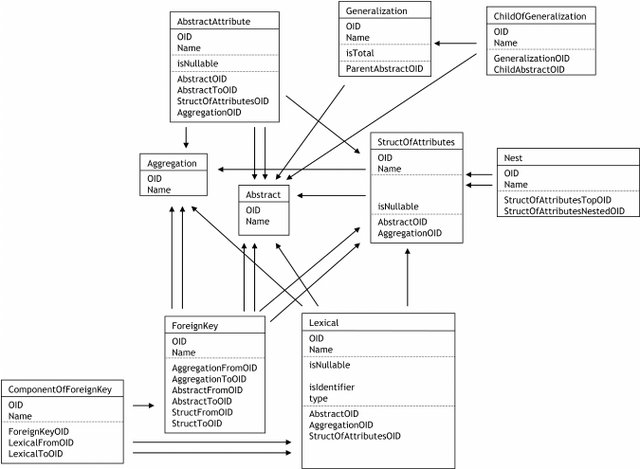 AbstractAttribute
OID
Name
isNullable
AbstractOID
AbstractToOID
StructOfAttributesOID
AggregationOID
Generalization
OID
Name
isTotal
ParentAbstractOID
ChildOfGeneralization
OID
Name
GeneralizationOID
ChildAbstractOID
Aggregation
OID
Name
Abstract
OID
Name
StructOfAttributes
OID
Name
isNullable
AbstractOID
AggregationOID
Nest
OID
Name
StructOfAttributesTopOID
StructOfAttributesNestedOID
ForeignKey
OID
Name
AggregationFromOID
AggregationToOID
AbstractFromOID
AbstractToOID
StructFromOID
StructToOID
Lexical
OID
Name
isNullable
isIdentifier
type
AbstractOID
AggregationOID
StructOfAttributesOID
ComponentOfForeignKey
OID
Name
ForeignKeyOID
LexicalFromOID
LexicalToOID